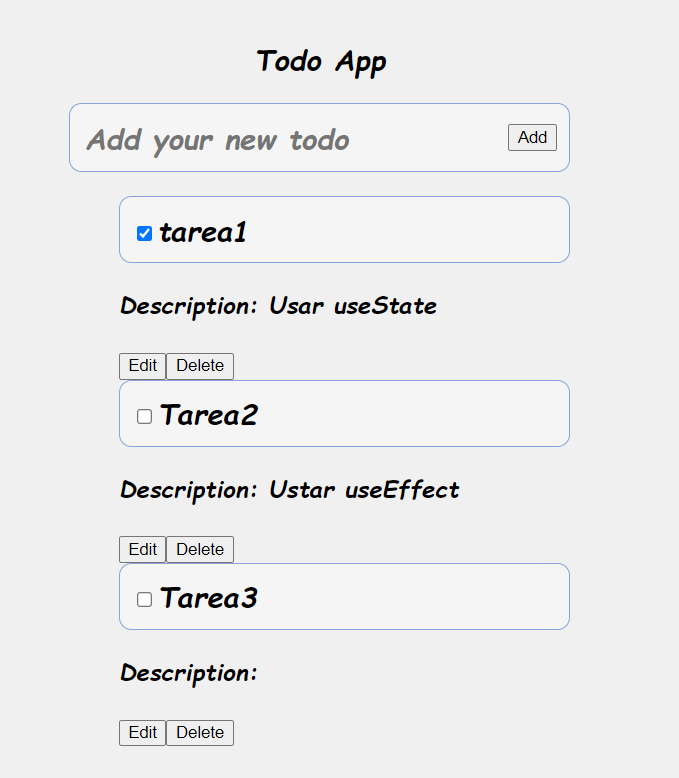 Todo App
Add your new todo Add
tarea1
Description: Usar useState
Edit Delete
Tarea2
Description: Ustar useEffect
Edit Delete
Tarea3
Description:
Edit Delete